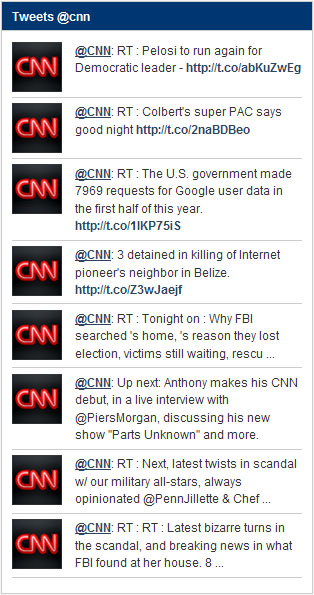 Tweets @cnn
CNN
@CNN: RT : Pelosi to run again for
Democratic leader - http://t.co/abKuZwEg
CNN
@CNN: RT : Colbert's super PAC says
good night http://t.co/2naBDBeo
CNN
@CNN: RT : The U.S. government made
7969 requests for Google user data in
the first half of this year.
http://t.co/1IKP75iS
CNN
@CNN: 3 detained in killing of Internet
pioneer's neighbor in Belize.
http://t.co/Z3wJaejf
CNN
@CNN: RT : Tonight on : Why FBI
searched 's home, 's reason they lost
election, victims still waiting, rescu ...
CNN
@CNN: Up next: Anthony makes his CNN
debut, in a live interview with
@PiersMorgan, discussing his new
show "Parts Unknown" and more.
CNN
@CNN: RT : Next, latest twists in scandal
w/ our military all-stars, always
opinionated @PennJillette & Chef ...
CNN
@CNN: RT : RT : Latest bizarre turns in
the scandal, and breaking news in what
FBI found at her house. 8 ...